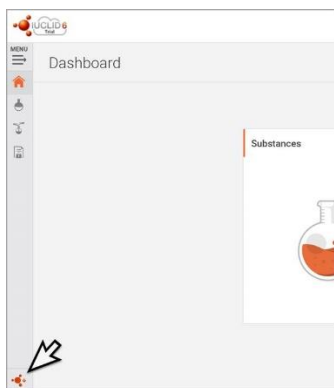 IUCLID 6
Trial
MENU
Dashboard
Substances